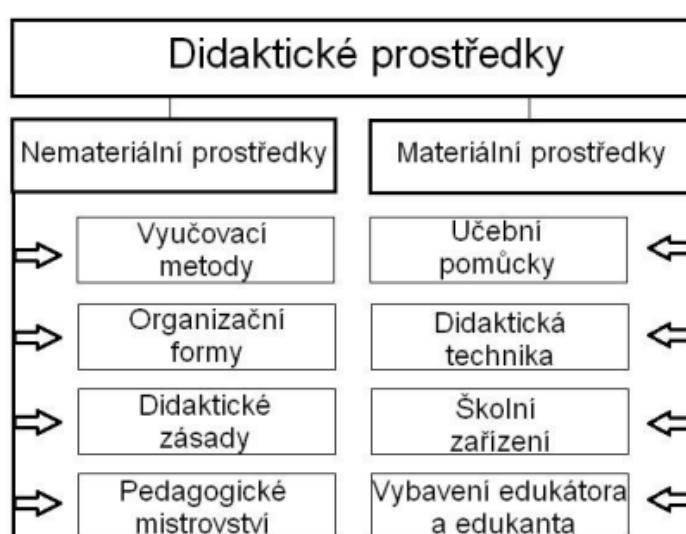 Didaktické prostředky
Nemateriální prostředky
Materiální prostředky
Vyučovací
metody
Učební
pomůcky
Organizační
formy
Didaktická
technika
Didaktické
zásady
Školní
zařízení
Pedagogické
mistrovství
Vybavení edukátora
a edukanta